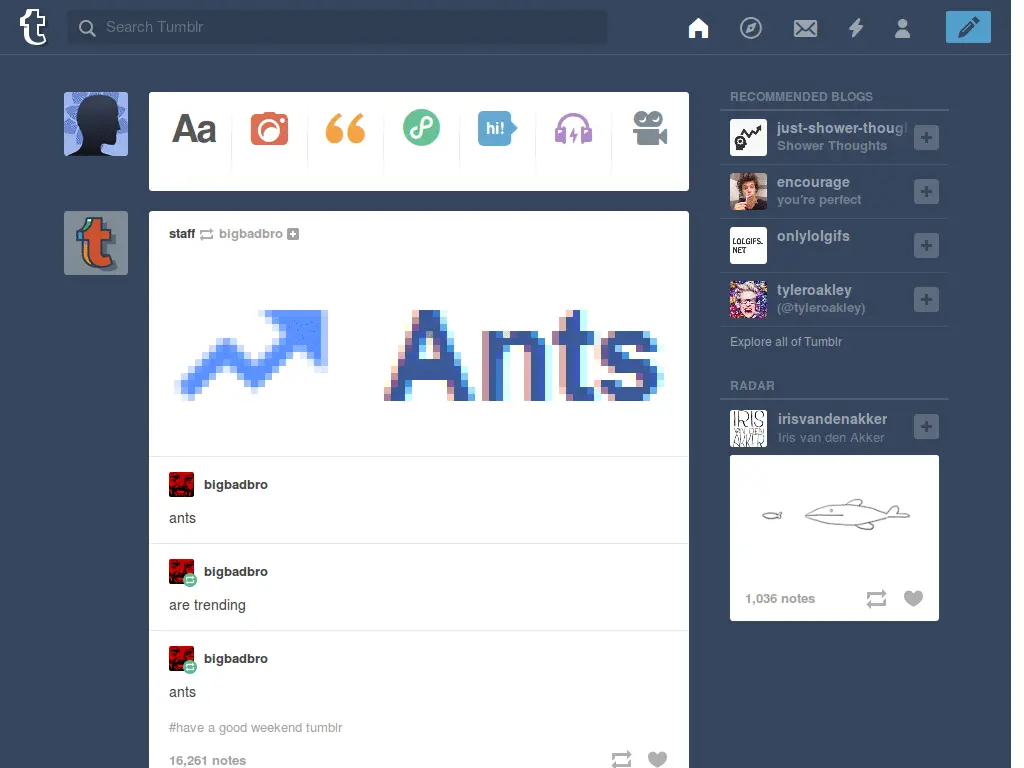 Search Tumblr
Aa
hi!
staff bigbadbro
Ants
bigbadbro
ants
bigbadbro
are trending
bigbadbro
ants
#have a good weekend tumblr
16,261 notes
RECOMMENDED BLOGS
just-shower-thoug
Shower Thoughts
encourage
you're perfect
LOLGIFS.
NET
onlylolgifs
tyleroakley
(@tyleroakley)
Explore all of Tumblr
RADAR
IRIS
VAN DEN
AKKER
irisvandenakker
Iris van den Akker
1,036 notes